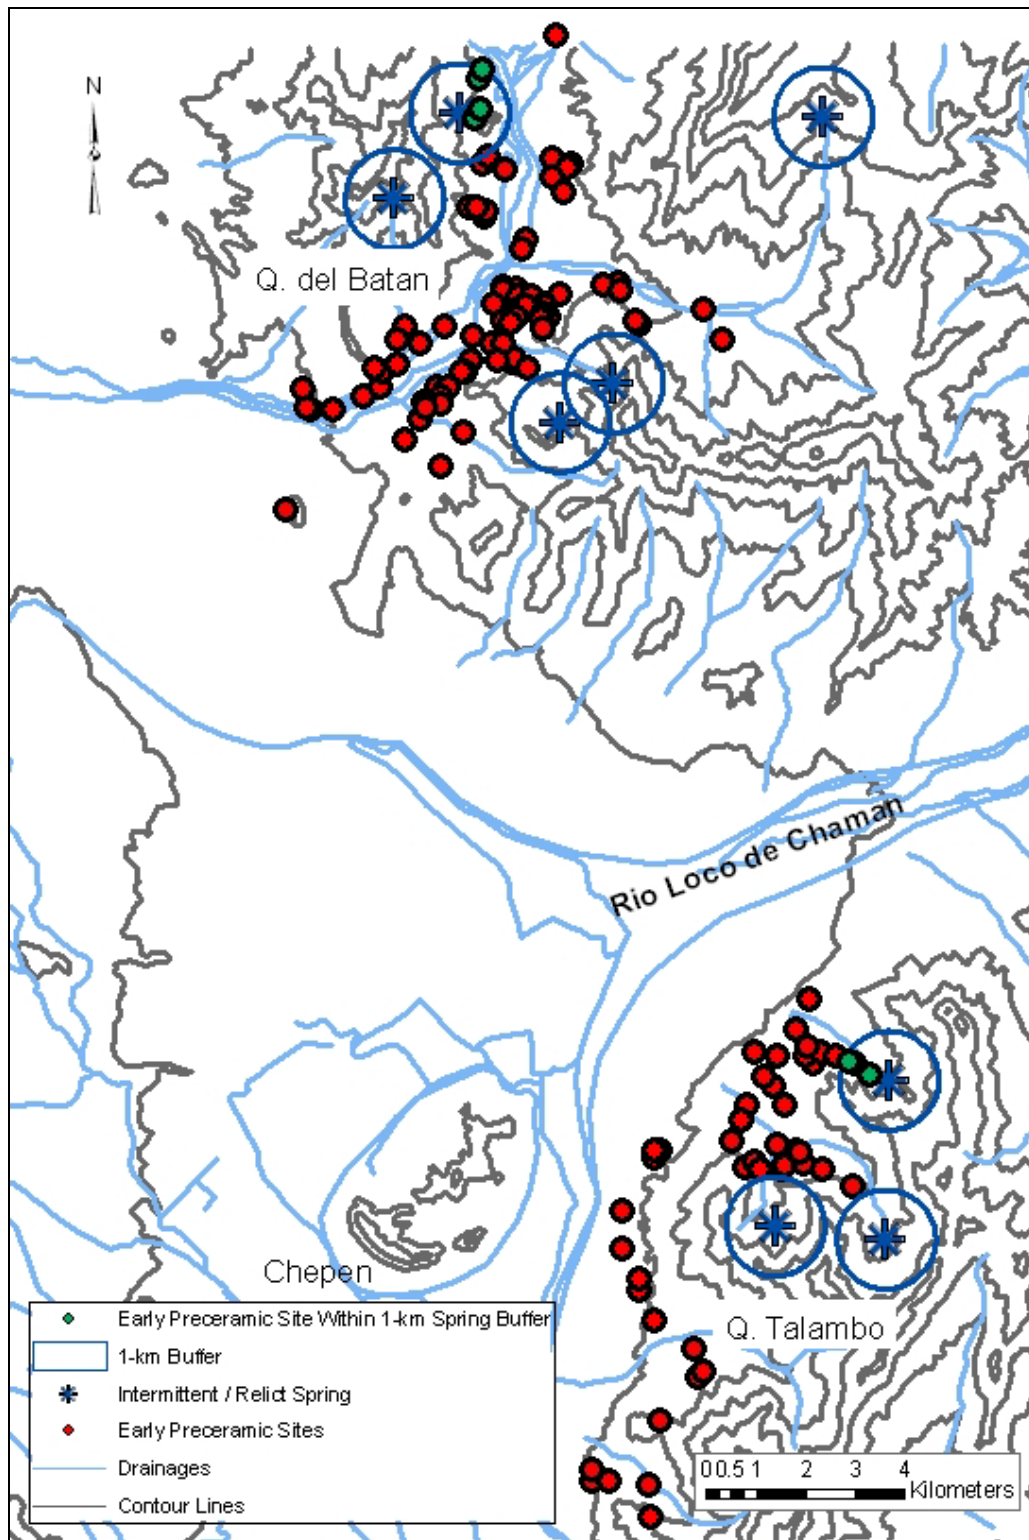 N
Q. del Batan
Rio Loco de Chaman
Chepen
Q. Talambo
Early Preceramic Site Within 1-km Spring Buffer
1-km Buffer
Intermittent / Relict Spring
Early Preceramic Sites
Drainages
Contour Lines
0 0.5 1 2 3 4
Kilometers